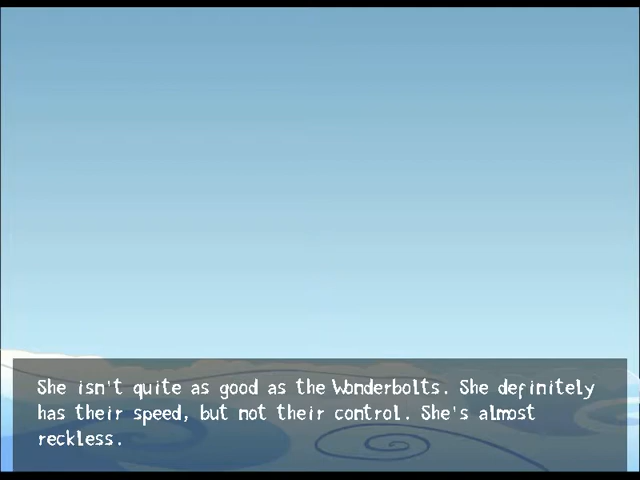 She isn't quite as good as the Wonderbolts. She definitely
has their speed, but not their control. She's almost
reckless.